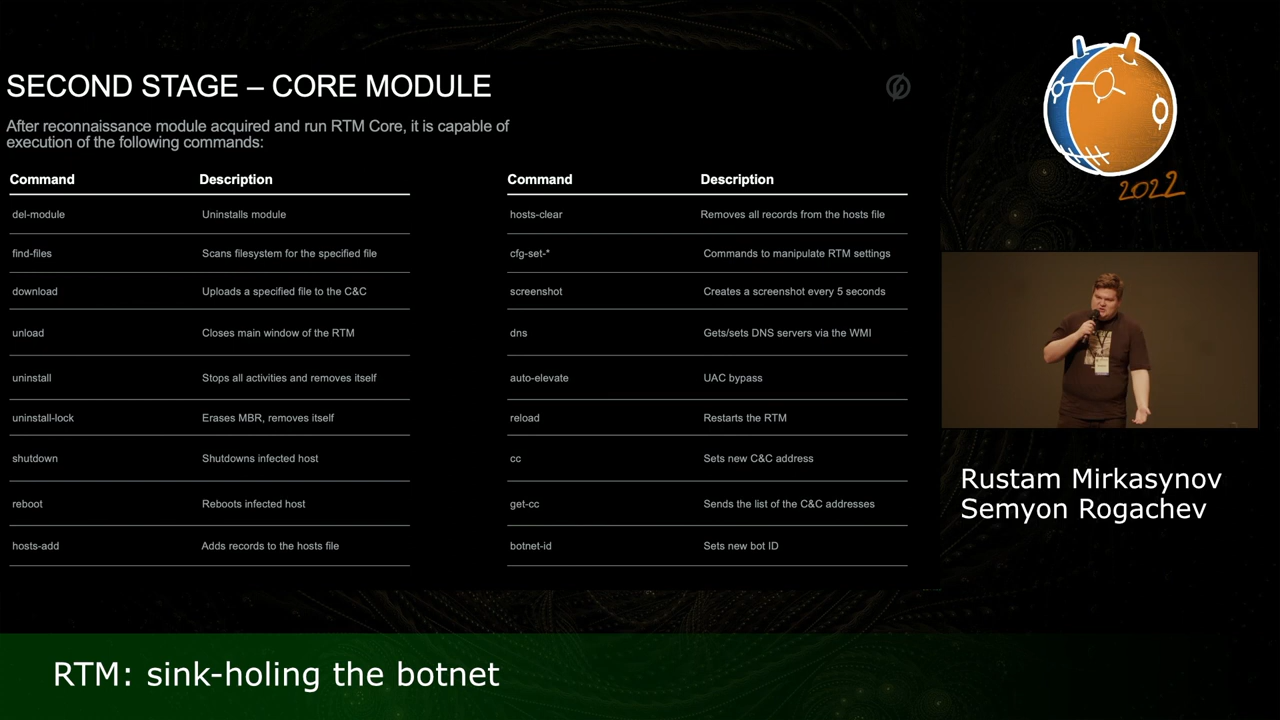 SECOND STAGE – CORE MODULE
After reconnaissance module acquired and run RTM Core, it is capable of
execution of the following commands:
Command Description
del-module Uninstalls module
find-files Scans filesystem for the specified file
download Uploads a specified file to the C&C
unload Closes main window of the RTM
uninstall Stops all activities and removes itself
uninstall-lock Erases MBR, removes itself
shutdown Shutdowns infected host
reboot Reboots infected host
hosts-add Adds records to the hosts file
Command Description
hosts-clear Removes all records from the hosts file
cfg-set-* Commands to manipulate RTM settings
screenshot Creates a screenshot every 5 seconds
dns Gets/sets DNS servers via the WMI
auto-elevate UAC bypass
reload Restarts the RTM
cc Sets new C&C address
get-cc Sends the list of the C&C addresses
botnet-id Sets new bot ID
2022
Rustam Mirkasynov
Semyon Rogachev
RTM: sink-holing the botnet